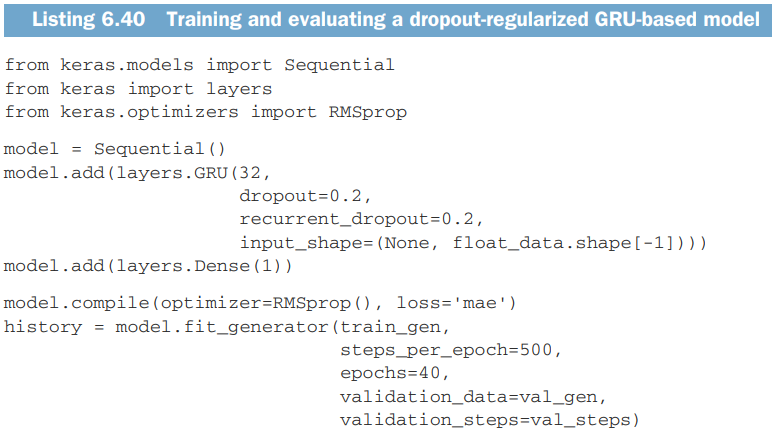 Listing 6.40 Training and evaluating a dropout-regularized GRU-based model
from keras.models import Sequential
from keras import layers
from keras.optimizers import RMSprop
model = Sequential()
model.add(layers.GRU(32,
dropout=0.2,
recurrent_dropout=0.2,
input_shape=(None, float_data.shape[-1])))
model.add(layers.Dense(1))
model.compile(optimizer=RMSprop(), loss='mae')
history = model.fit_generator(train_gen,
steps_per_epoch=500,
epochs=40,
validation_data=val_gen,
validation_steps=val_steps)